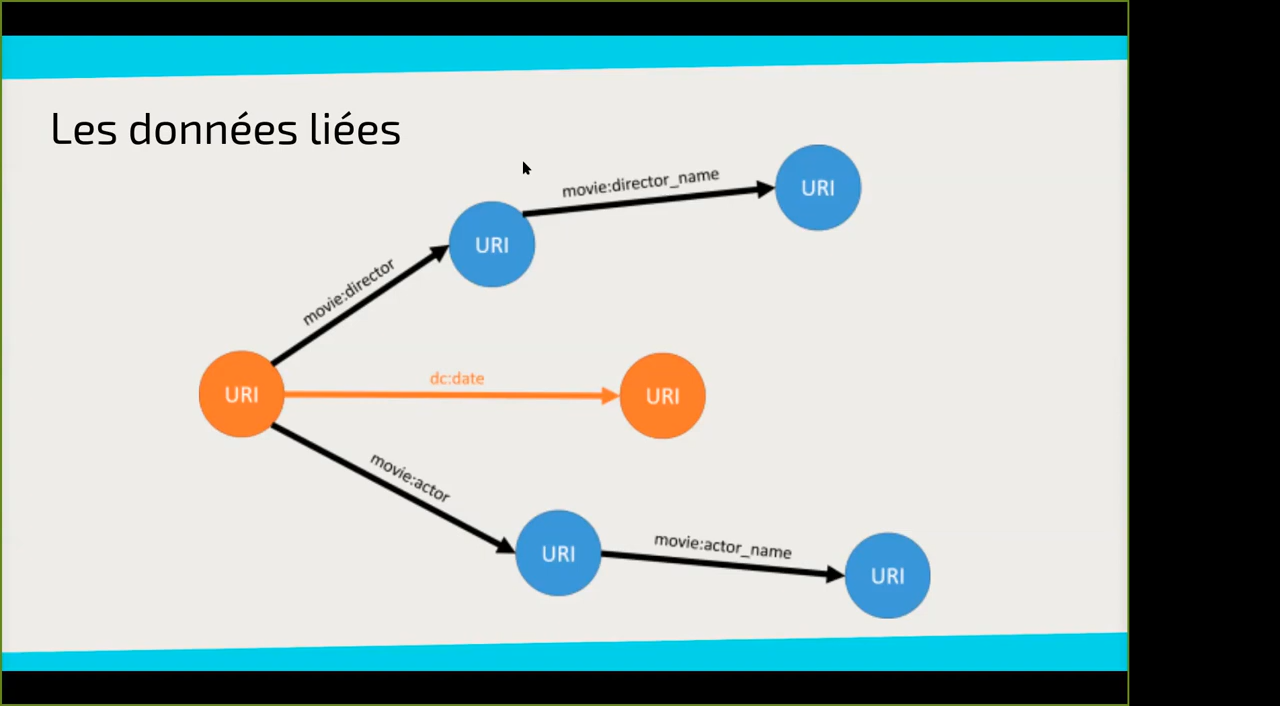 Les données liées
movie:director_name
URI
URI
movie:director
dc:date
URI
URI
movie:actor
movie:actor_name
URI
URI